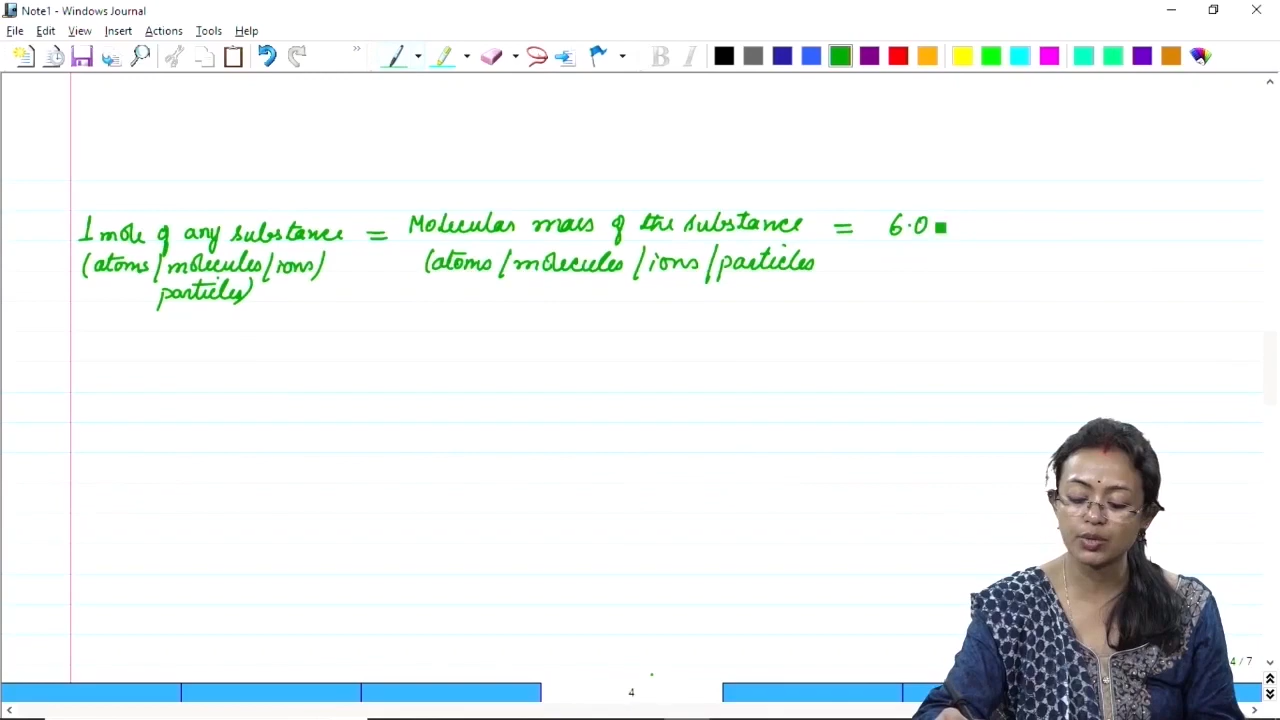 Note1 - Windows Journal
File Edit View Insert Actions Tools Help
B I
1 mole of any substance = Molecular mass of the substance = 6.0
(atoms/molecules/ions) (atoms/molecules/ions/particles
particles)
4/7
4